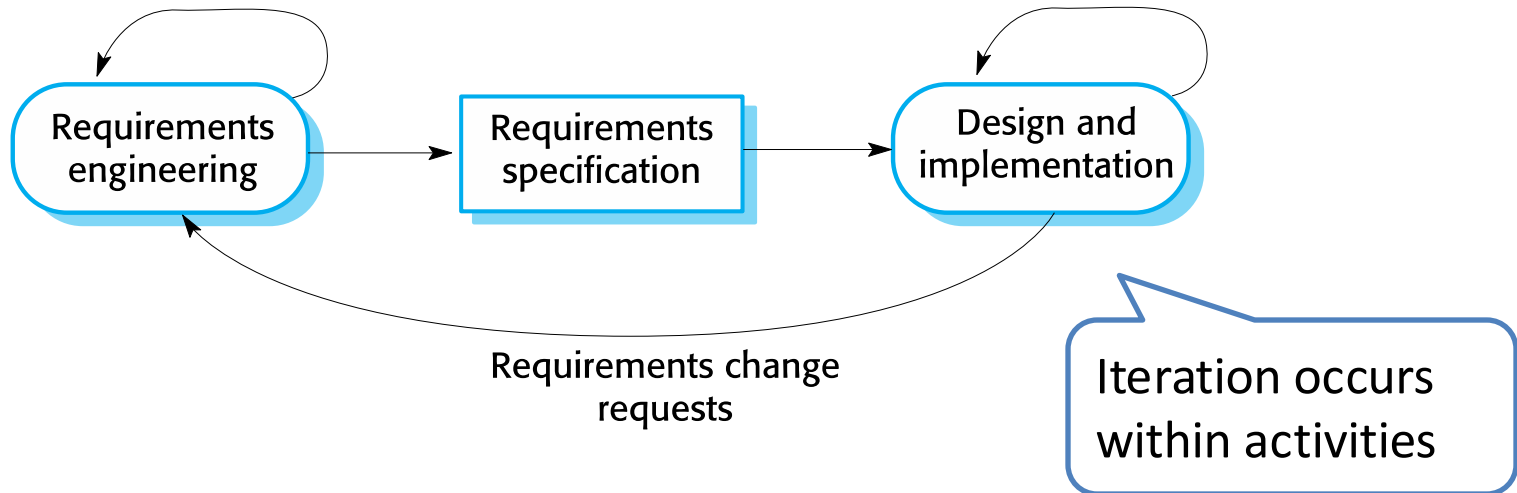 Requirements
engineering
Requirements
specification
Design and
implementation
Requirements change
requests
Iteration occurs
within activities